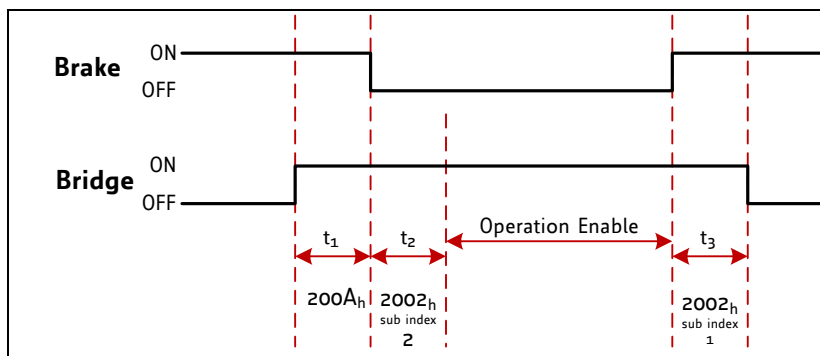 Brake
ON
OFF
Bridge
ON
OFF
t1
t2
Operation Enable
t3
200Ah
2002h
sub index
2
2002h
sub index
1